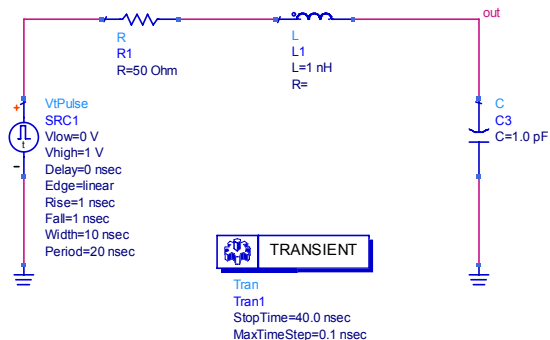 out
R
R1
R=50 Ohm
L
L1
L=1 nH
R=
+
VtPulse
SRC1
Vlow=0 V
Vhigh=1 V
Delay=0 nsec
Edge=linear
Rise=1 nsec
Fall=1 nsec
Width=10 nsec
Period=20 nsec
t
-
C
C3
C=1.0 pF
TRANSIENT
Tran
Tran1
StopTime=40.0 nsec
MaxTimeStep=0.1 nsec